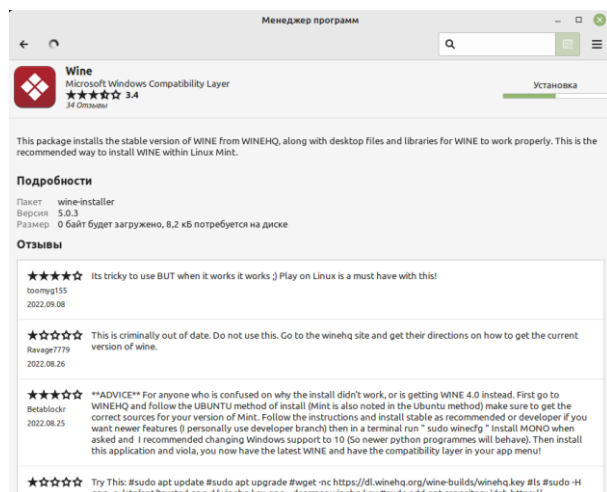 Менеджер программ
Wine
Microsoft Windows Compatibility Layer
3.4
34 Отзывы
Установка
This package installs the stable version of WINE from WINEHQ, along with desktop files and libraries for WINE to work properly. This is the
recommended way to install WINE within Linux Mint.
Подробности
Пакет wine-installer
Версия 5.0.3
Размер 0 байт будет загружено, 8,2 кБ потребуется на диске
Отзывы
Its tricky to use BUT when it works it works ;) Play on Linux is a must have with this!
toomyg155
2022.09.08
This is criminally out of date. Do not use this. Go to the winehq site and get their directions on how to get the current
version of wine.
Ravage7779
2022.08.26
**ADVICE** For anyone who is confused on why the install didn't work, or is getting WINE 4.0 instead. First go to
WINEHQ and follow the UBUNTU method of install (Mint is also noted in the Ubuntu method) make sure to get the
correct sources for your version of Mint. Follow the instructions and install stable as recommended or developer if you
want newer features (I personally use developer branch) then in a terminal run " sudo winecfg " Install MONO when
asked and I recommended changing Windows support to 10 (So newer python programmes will behave). Then install
this application and viola, you now have the latest WINE and have the compatibility layer in your app menu!
Betablockr
2022.08.25
Try This: #sudo apt update #sudo apt upgrade #wget -nc https://dl.winehq.org/wine-builds/winehq.key #ls #sudo -H